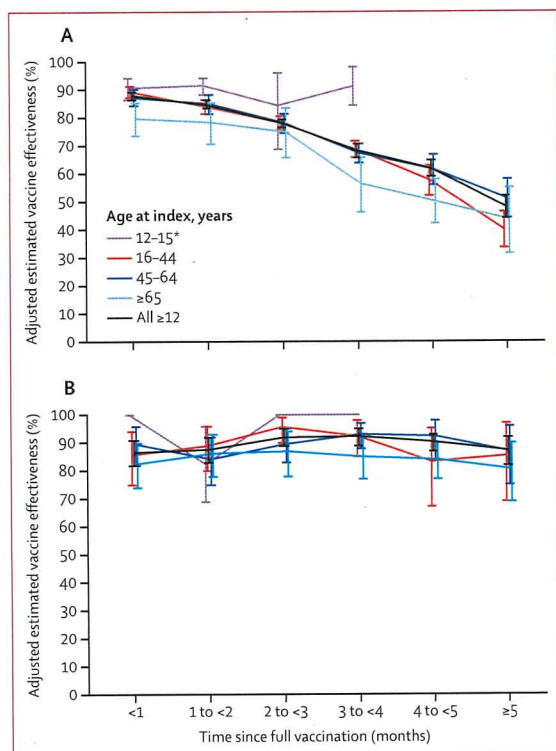 A
Adjusted estimated vaccine effectiveness (%)
100
90
80
70
60
50
40
30
20
10
0
Age at index, years
12–15*
16–44
45–64
≥65
All ≥12
B
Adjusted estimated vaccine effectiveness (%)
100
90
80
70
60
50
40
30
20
10
0
<1
1 to <2
2 to <3
3 to <4
4 to <5
≥5
Time since full vaccination (months)